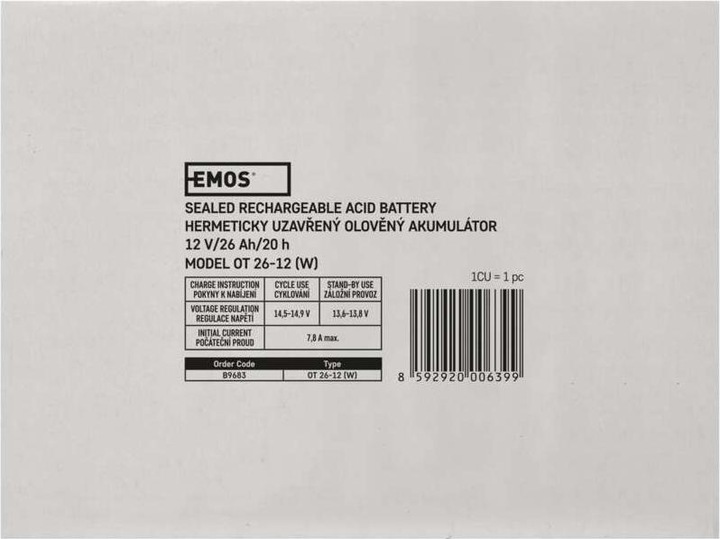 EMOS®
SEALED RECHARGEABLE ACID BATTERY
HERMETICKY UZAVŘENÝ OLOVĚNÝ AKUMULÁTOR
12 V/26 Ah/20 h
MODEL OT 26-12 (W)
1CU = 1 pc
CHARGE INSTRUCTION CYCLE USE STAND-BY USE
POKYNY K NABÍJENÍ CYKLOVÁNÍ ZÁLOŽNÍ PROVOZ
VOLTAGE REGULATION
REGULACE NAPĚTÍ 14,5-14,9 V 13,6-13,8 V
INITIAL CURRENT
POČÁTEČNÍ PROUD 7,8 A max.
Order Code Type
B9683 OT 26-12 (W)
8 592920 006399